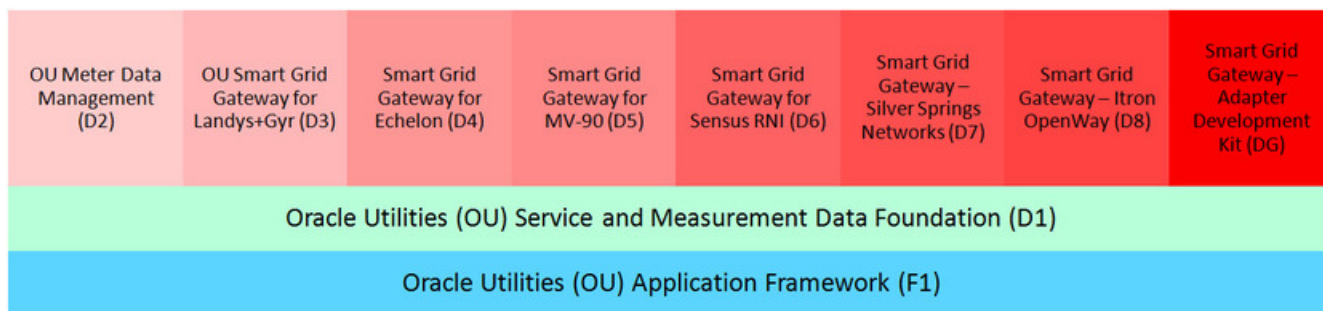 OU Meter Data
Management
(D2)
OU Smart Grid
Gateway for
Landys+Gyr (D3)
Smart Grid
Gateway for
Echelon (D4)
Smart Grid
Gateway for
MV-90 (D5)
Smart Grid
Gateway for
Sensus RNI (D6)
Smart Grid
Gateway –
Silver Springs
Networks (D7)
Smart Grid
Gateway – Itron
OpenWay (D8)
Smart Grid
Gateway –
Adapter
Development
Kit (DG)
Oracle Utilities (OU) Service and Measurement Data Foundation (D1)
Oracle Utilities (OU) Application Framework (F1)